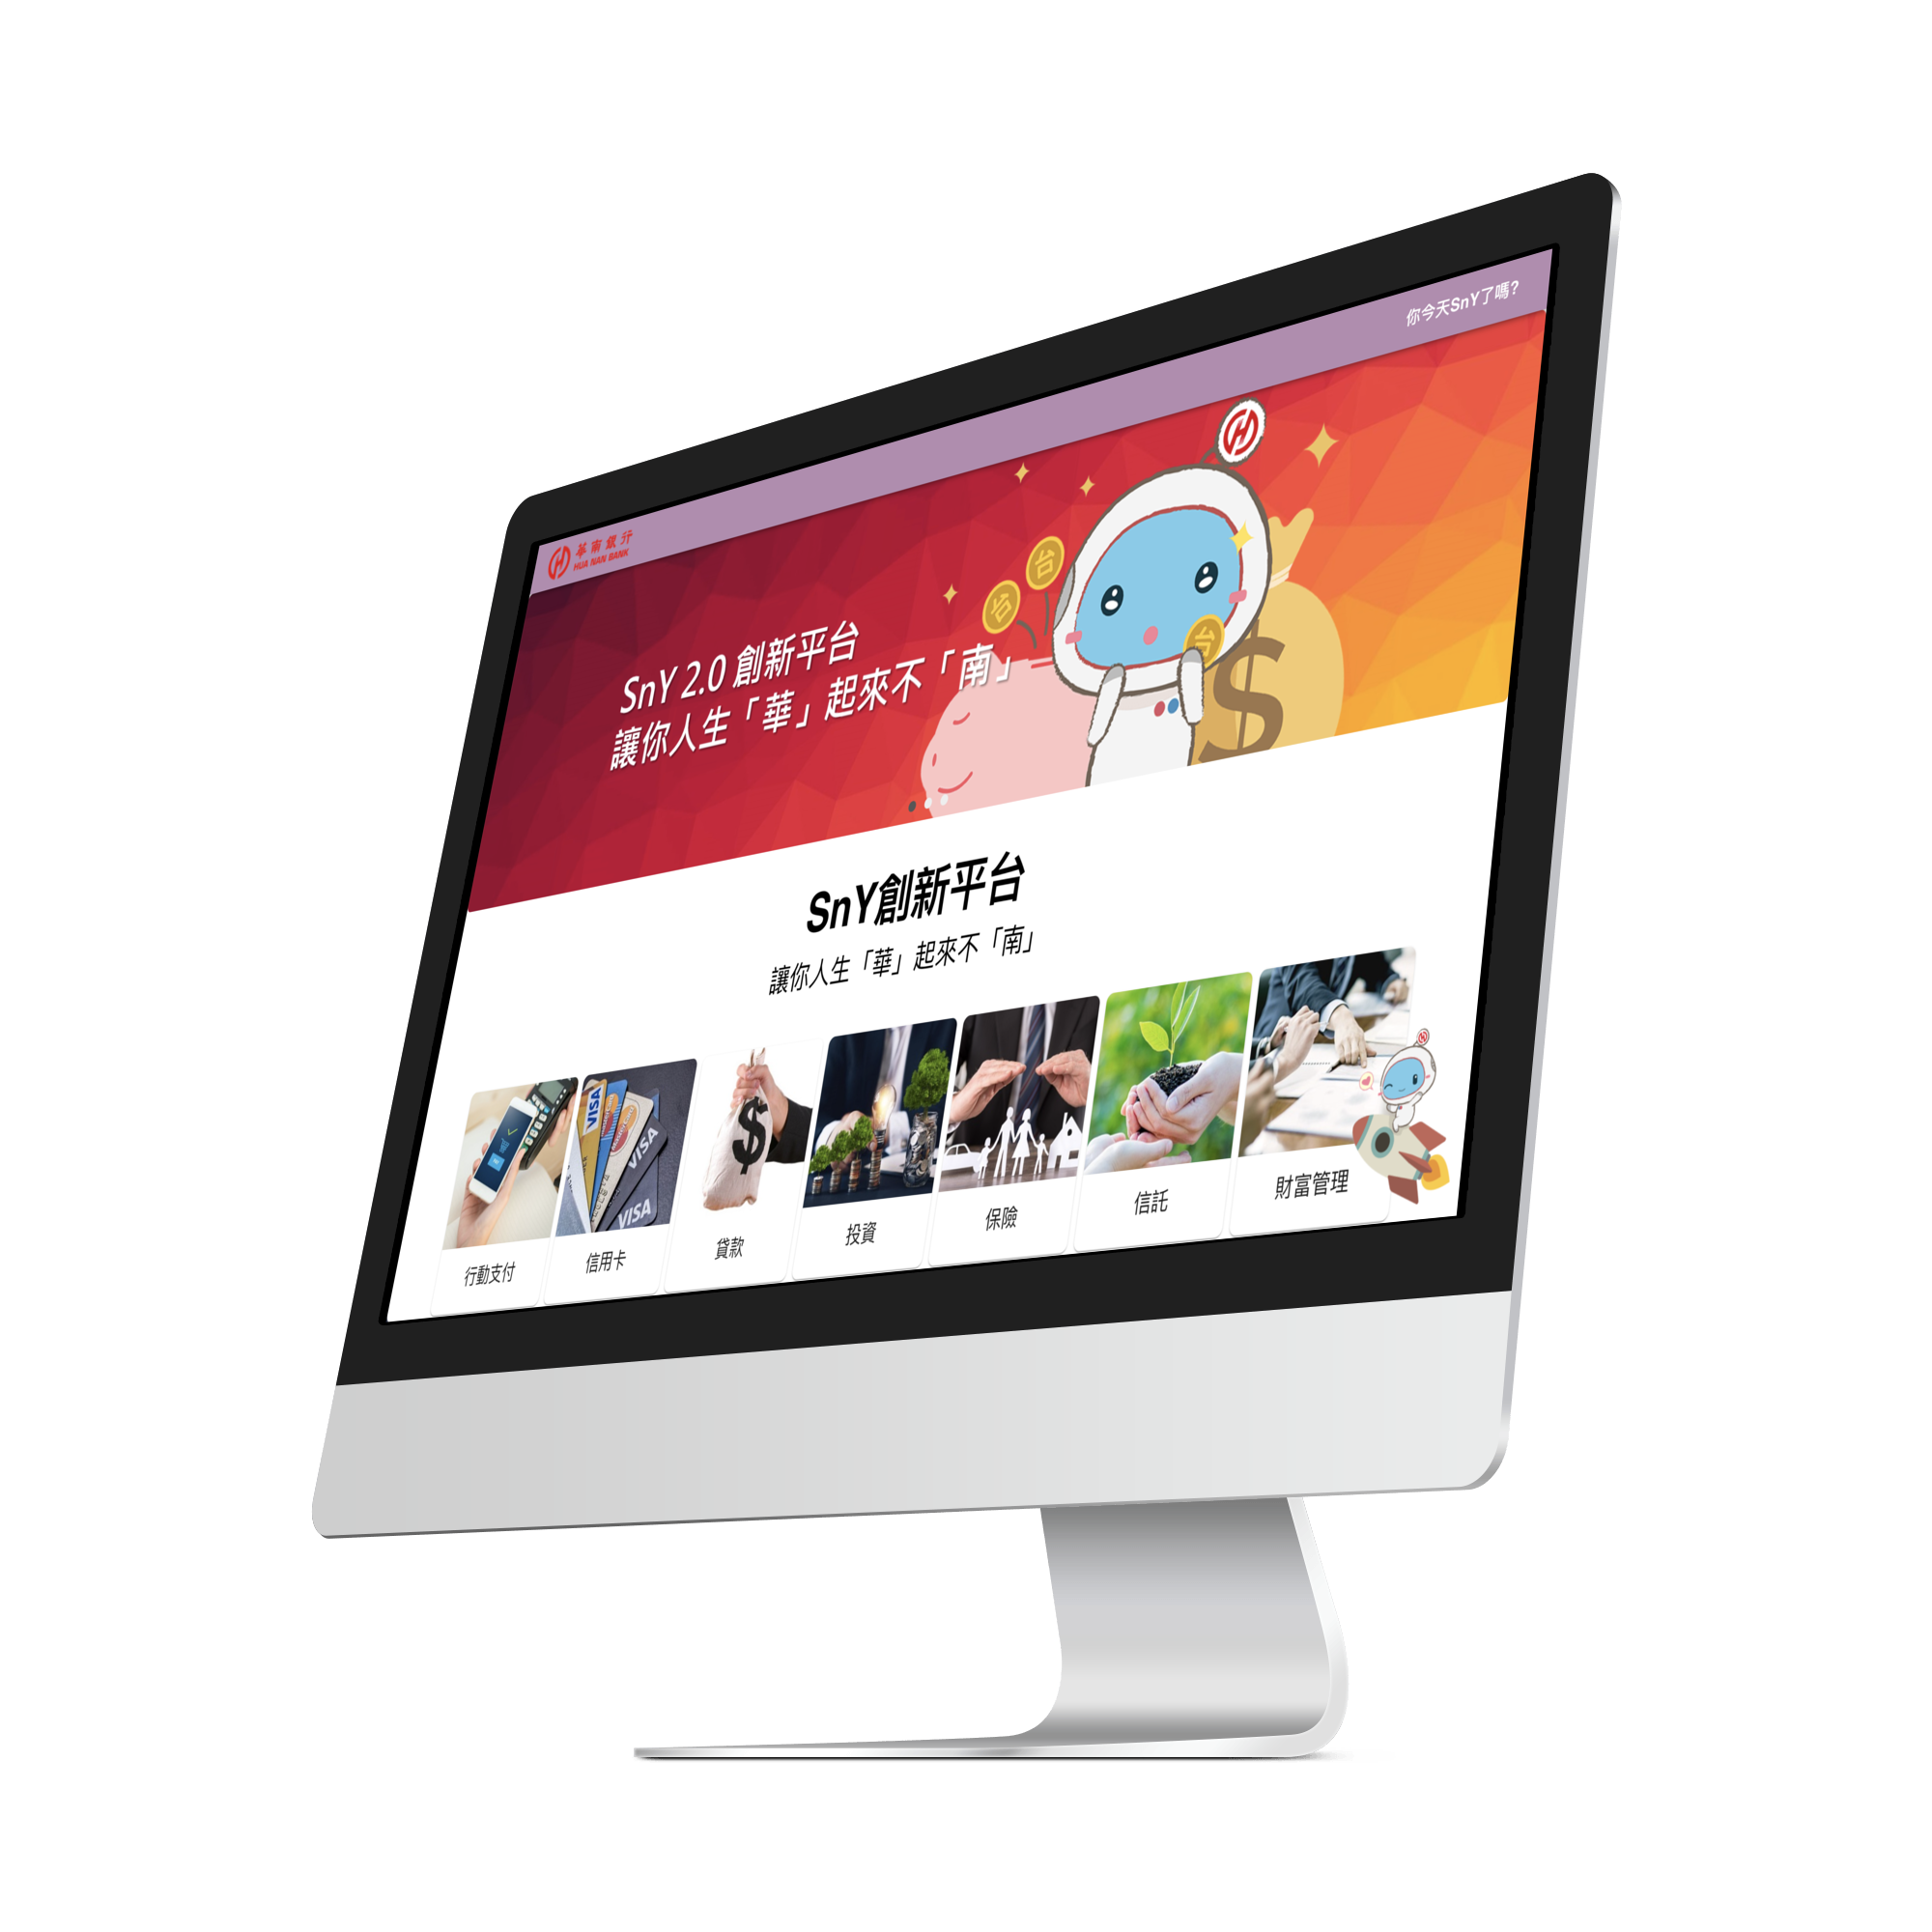 你今天SnY了嗎?
華南銀行
HUA NAN BANK
SnY 2.0 創新平台
讓你人生「華」起來不「南」
台
台
台
$
SnY創新平台
讓你人生「華」起來不「南」
VISA
VISA
VISA
$
行動支付
信用卡
貸款
投資
保險
信託
財富管理